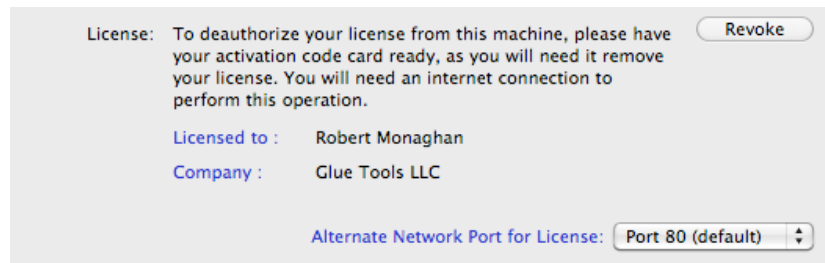 License: To deauthorize your license from this machine, please have Revoke
your activation code card ready, as you will need it remove
your license. You will need an internet connection to
perform this operation.
Licensed to : Robert Monaghan
Company : Glue Tools LLC
Alternate Network Port for License: Port 80 (default)